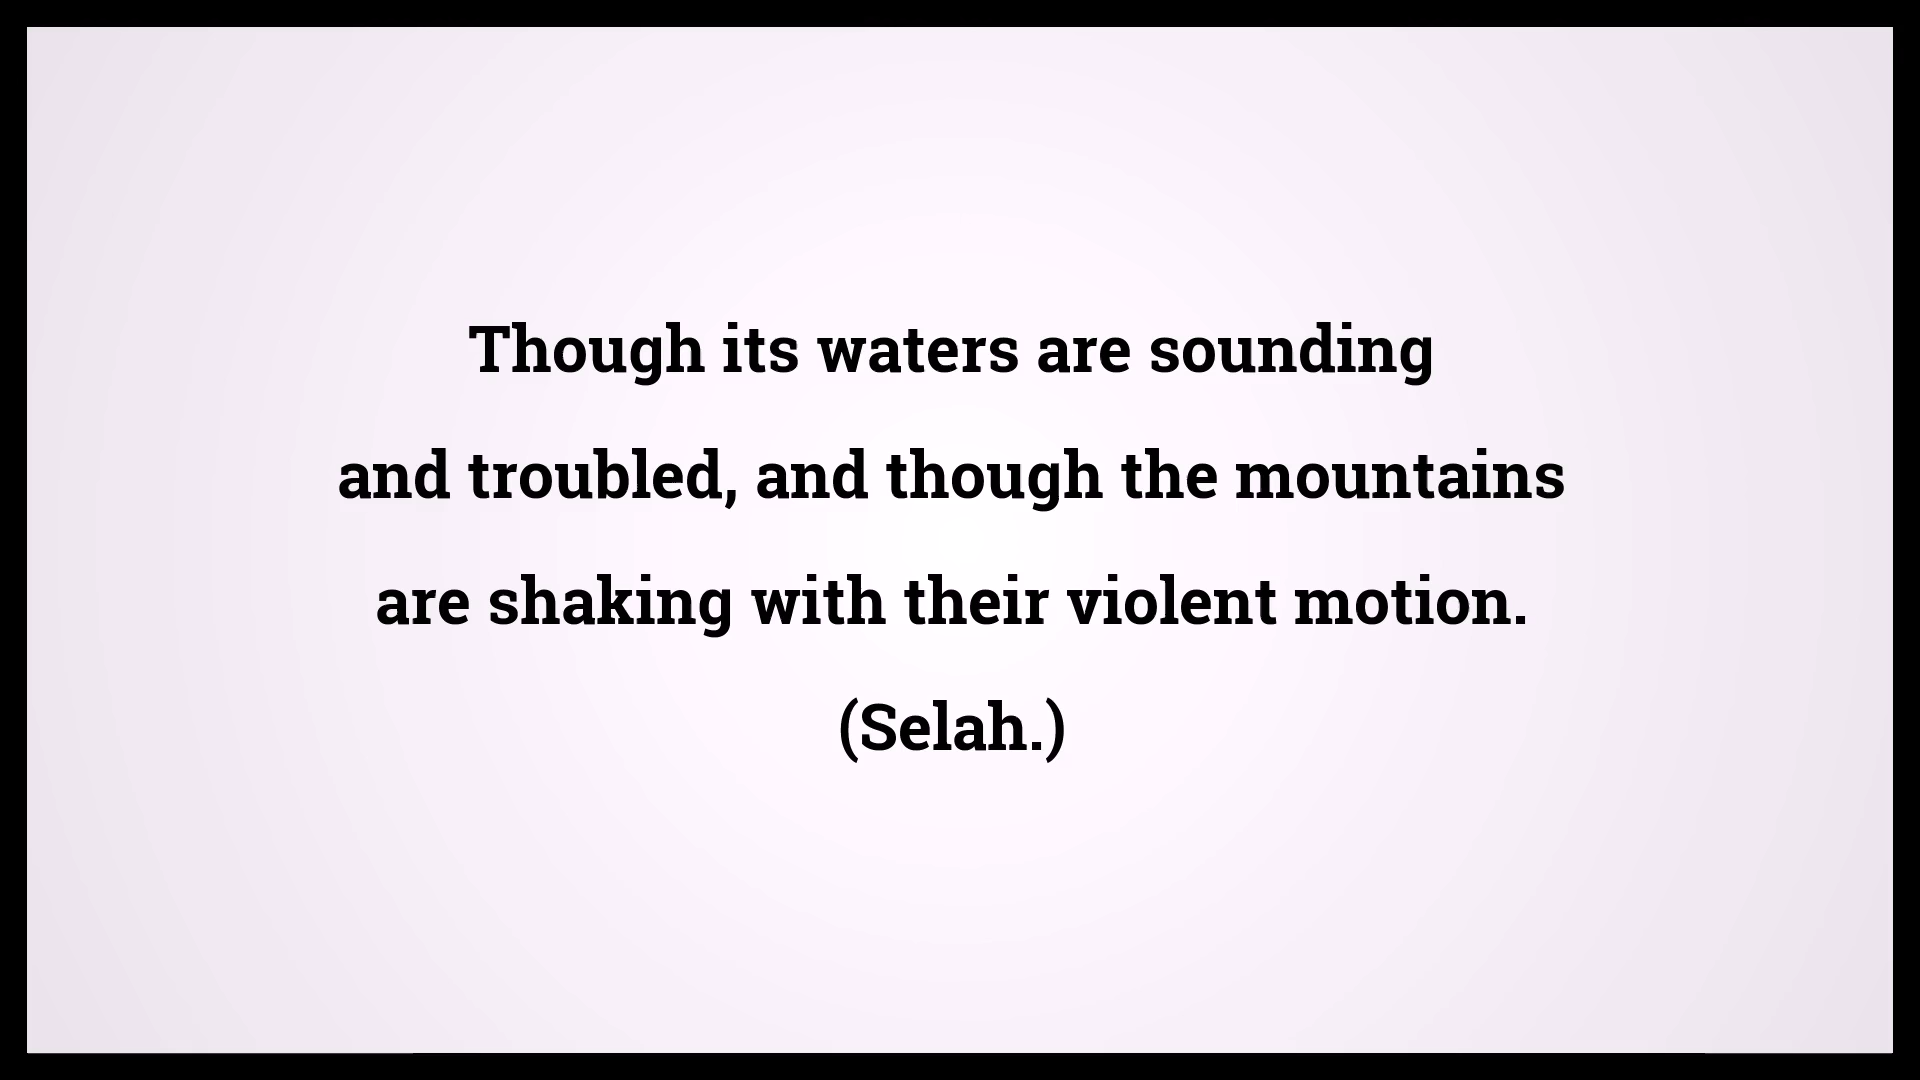 Though its waters are sounding
and troubled, and though the mountains
are shaking with their violent motion.
(Selah.)